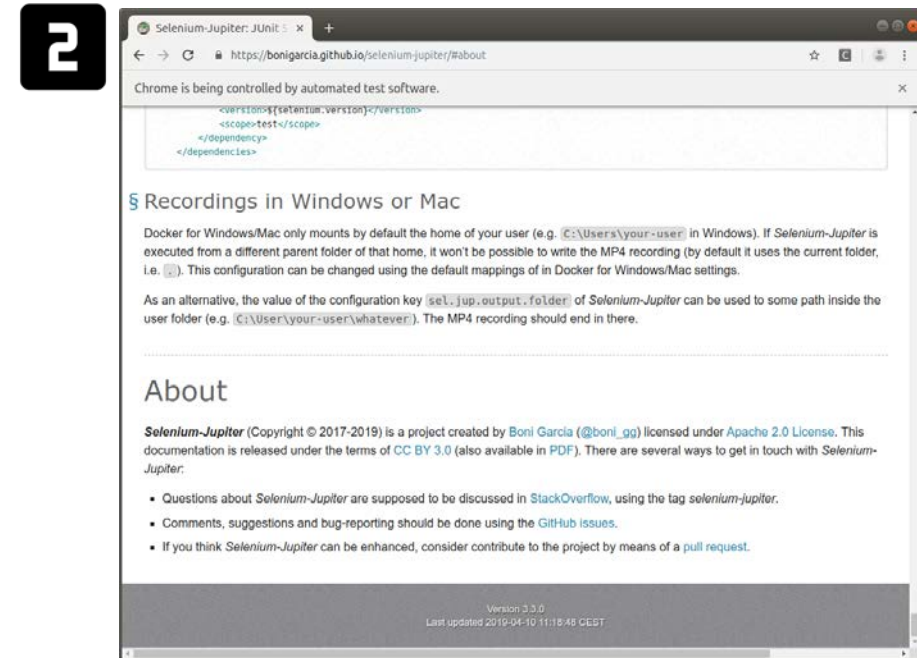 2
Selenium-Jupiter: JUnit 5
https://bonigarcia.github.io/selenium-jupiter/#about
Chrome is being controlled by automated test software.
<version>${selenium.version}</version>
<scope>test</scope>
</dependency>
</dependencies>
§ Recordings in Windows or Mac
Docker for Windows/Mac only mounts by default the home of your user (e.g. C:\Users\your-user in Windows). If Selenium-Jupiter is
executed from a different parent folder of that home, it won't be possible to write the MP4 recording (by default it uses the current folder,
i.e. . ). This configuration can be changed using the default mappings of in Docker for Windows/Mac settings.
As an alternative, the value of the configuration key sel.jup.output.folder of Selenium-Jupiter can be used to some path inside the
user folder (e.g. C:\User\your-user\whatever ). The MP4 recording should end in there.
About
Selenium-Jupiter (Copyright © 2017-2019) is a project created by Boni Garcia (@boni_gg) licensed under Apache 2.0 License. This
documentation is released under the terms of CC BY 3.0 (also available in PDF). There are several ways to get in touch with Selenium-
Jupiter:
• Questions about Selenium-Jupiter are supposed to be discussed in StackOverflow, using the tag selenium-jupiter.
• Comments, suggestions and bug-reporting should be done using the GitHub issues.
• If you think Selenium-Jupiter can be enhanced, consider contribute to the project by means of a pull request.
Version 3.3.0
Last updated 2019-04-10 11:18:48 CEST